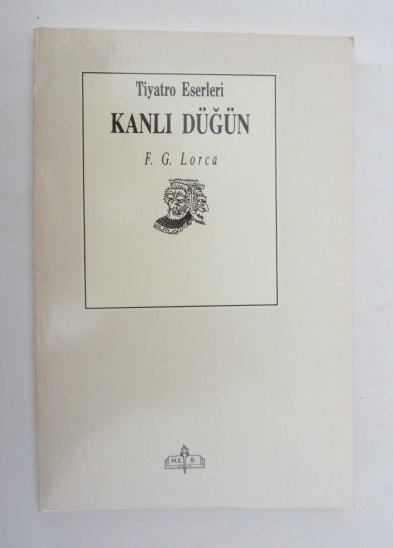 Tiyatro Eserleri
KANLI DÜĞÜN
F. G. Lorca
M.E. B.